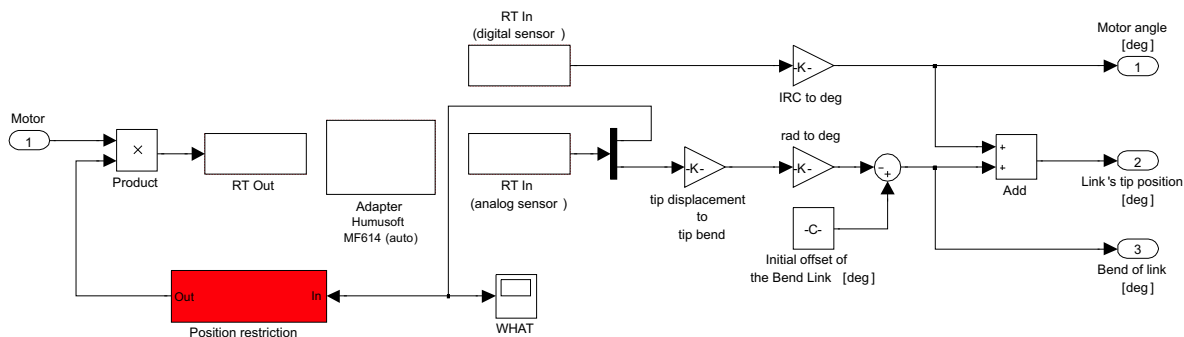 RT In
(digital sensor )
-K-
IRC to deg
Motor angle
[deg]
1
Motor
1
×
Product
RT Out
Adapter
Humusoft
MF614 (auto)
RT In
(analog sensor )
-K-
tip displacement
to
tip bend
rad to deg
-K-
-C-
Initial offset of
the Bend Link [deg]
+
+
+
Add
2
Link's tip position
[deg]
3
Bend of link
[deg]
Out
In
Position restriction
WHAT